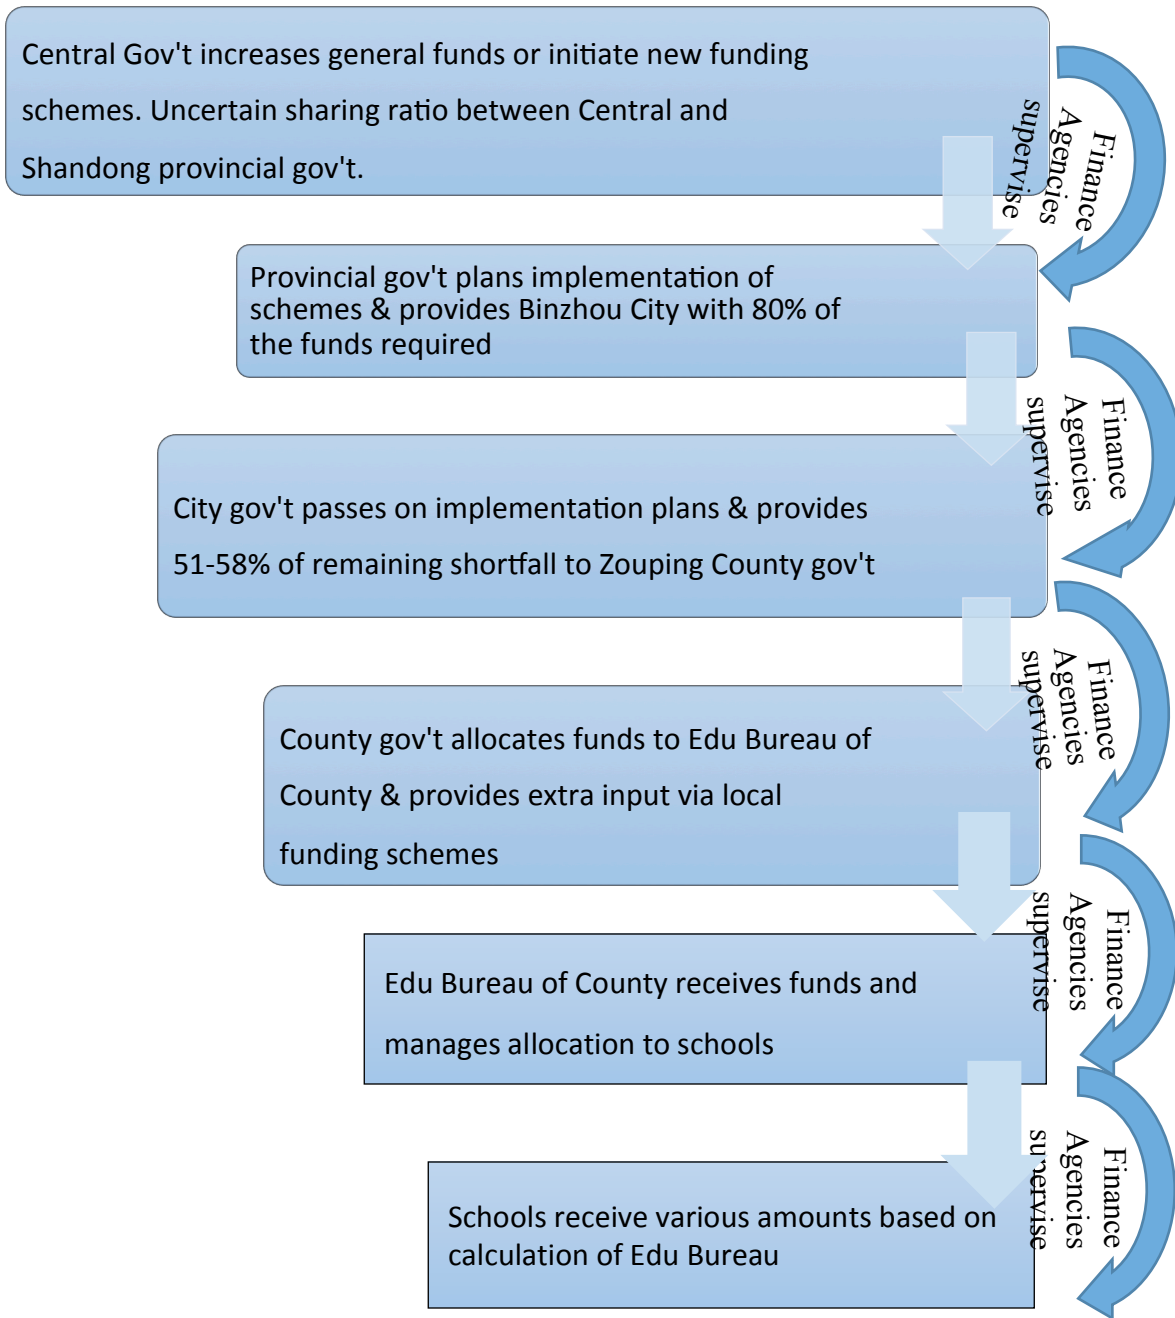 Central Gov't increases general funds or initiate new funding
schemes. Uncertain sharing ratio between Central and
Shandong provincial gov't.
Finance
Agencies
supervise
Provincial gov't plans implementation of
schemes & provides Binzhou City with 80% of
the funds required
Finance
Agencies
supervise
City gov't passes on implementation plans & provides
51-58% of remaining shortfall to Zouping County gov't
Finance
Agencies
supervise
County gov't allocates funds to Edu Bureau of
County & provides extra input via local
funding schemes
Finance
Agencies
supervise
Edu Bureau of County receives funds and
manages allocation to schools
Finance
Agencies
supervise
Schools receive various amounts based on
calculation of Edu Bureau